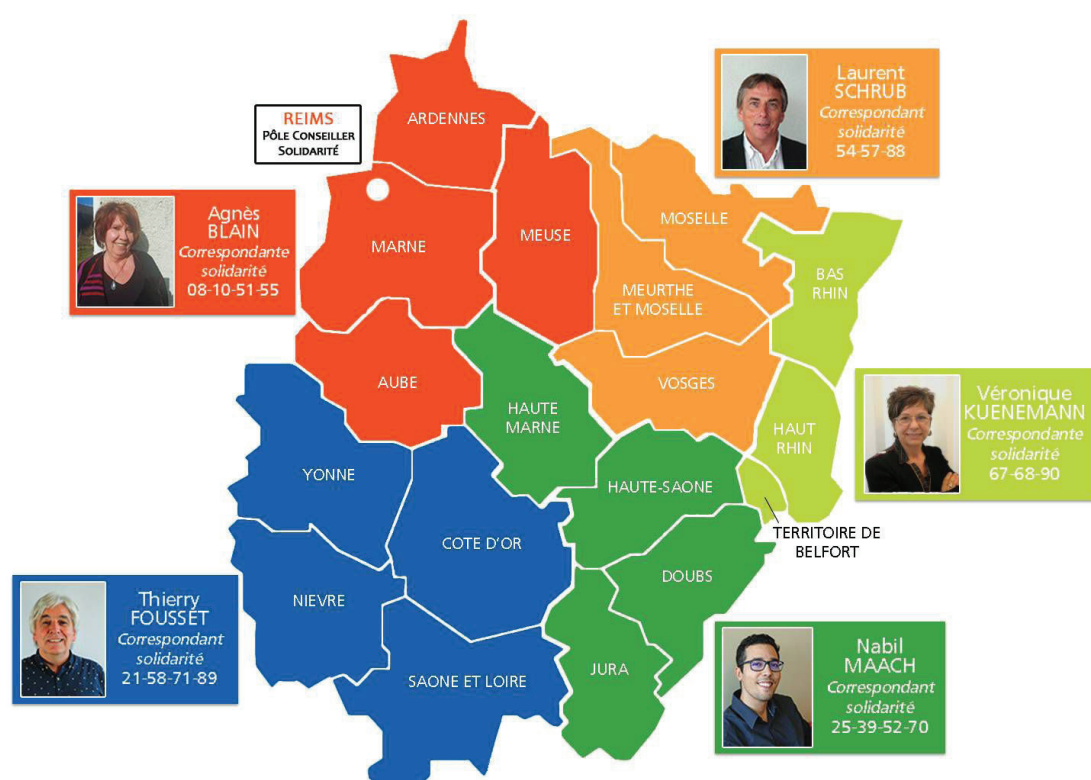 Laurent
SCHRUB
Correspondant
solidarité
54-57-88
REIMS
PÔLE CONSEILLER
SOLIDARITÉ
ARDENNES
Agnès
BLAIN
Correspondante
solidarité
08-10-51-55
MARNE
MEUSE
MOSELLE
MEURTHE
ET MOSELLE
BAS
RHIN
AUBE
HAUTE
MARNE
VOSGES
HAUT
RHIN
Véronique
KUENEMANN
Correspondante
solidarité
67-68-90
YONNE
HAUTE-SAONE
TERRITOIRE DE
BELFORT
COTE D'OR
DOUBS
NIEVRE
Thierry
FOUSSET
Correspondant
solidarité
21-58-71-89
SAONE ET LOIRE
JURA
Nabil
MAACH
Correspondant
solidarité
25-39-52-70